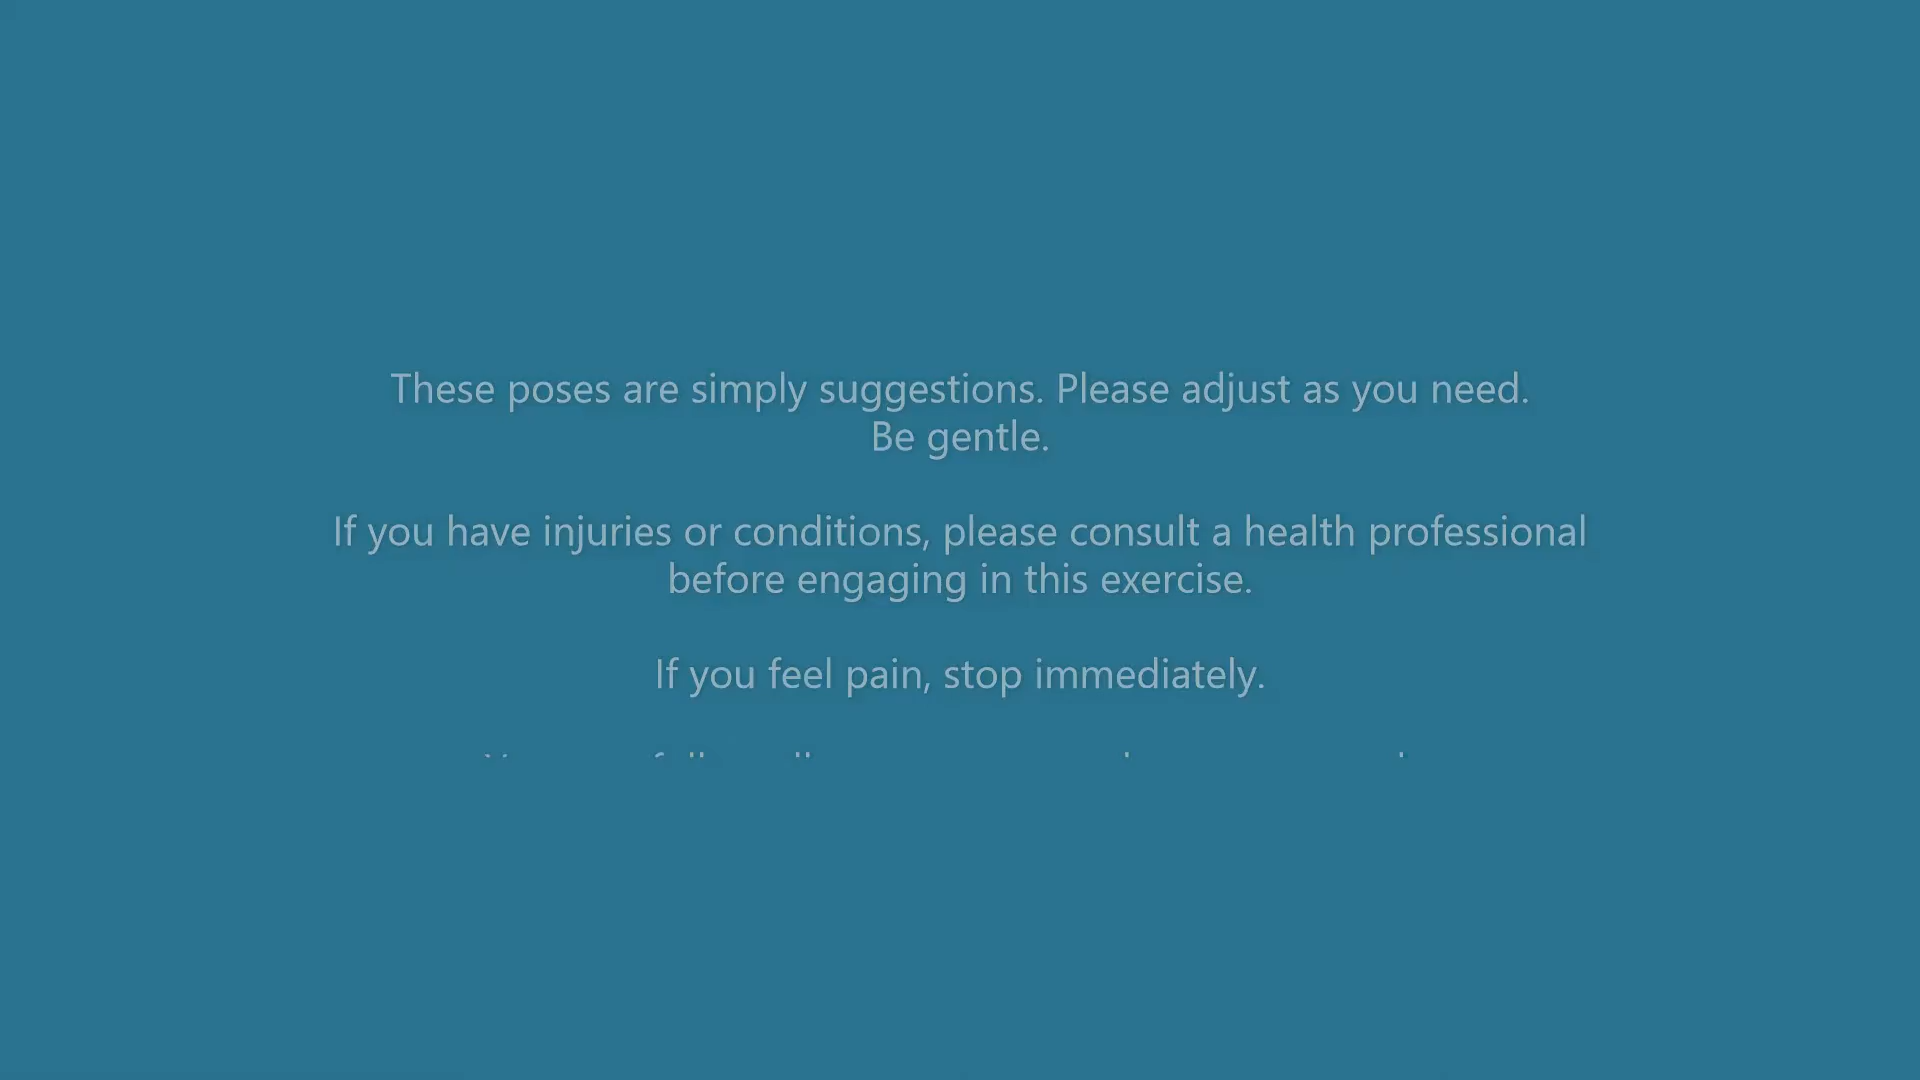 These poses are simply suggestions. Please adjust as you need.
Be gentle.
If you have injuries or conditions, please consult a health professional
before engaging in this exercise.
If you feel pain, stop immediately.